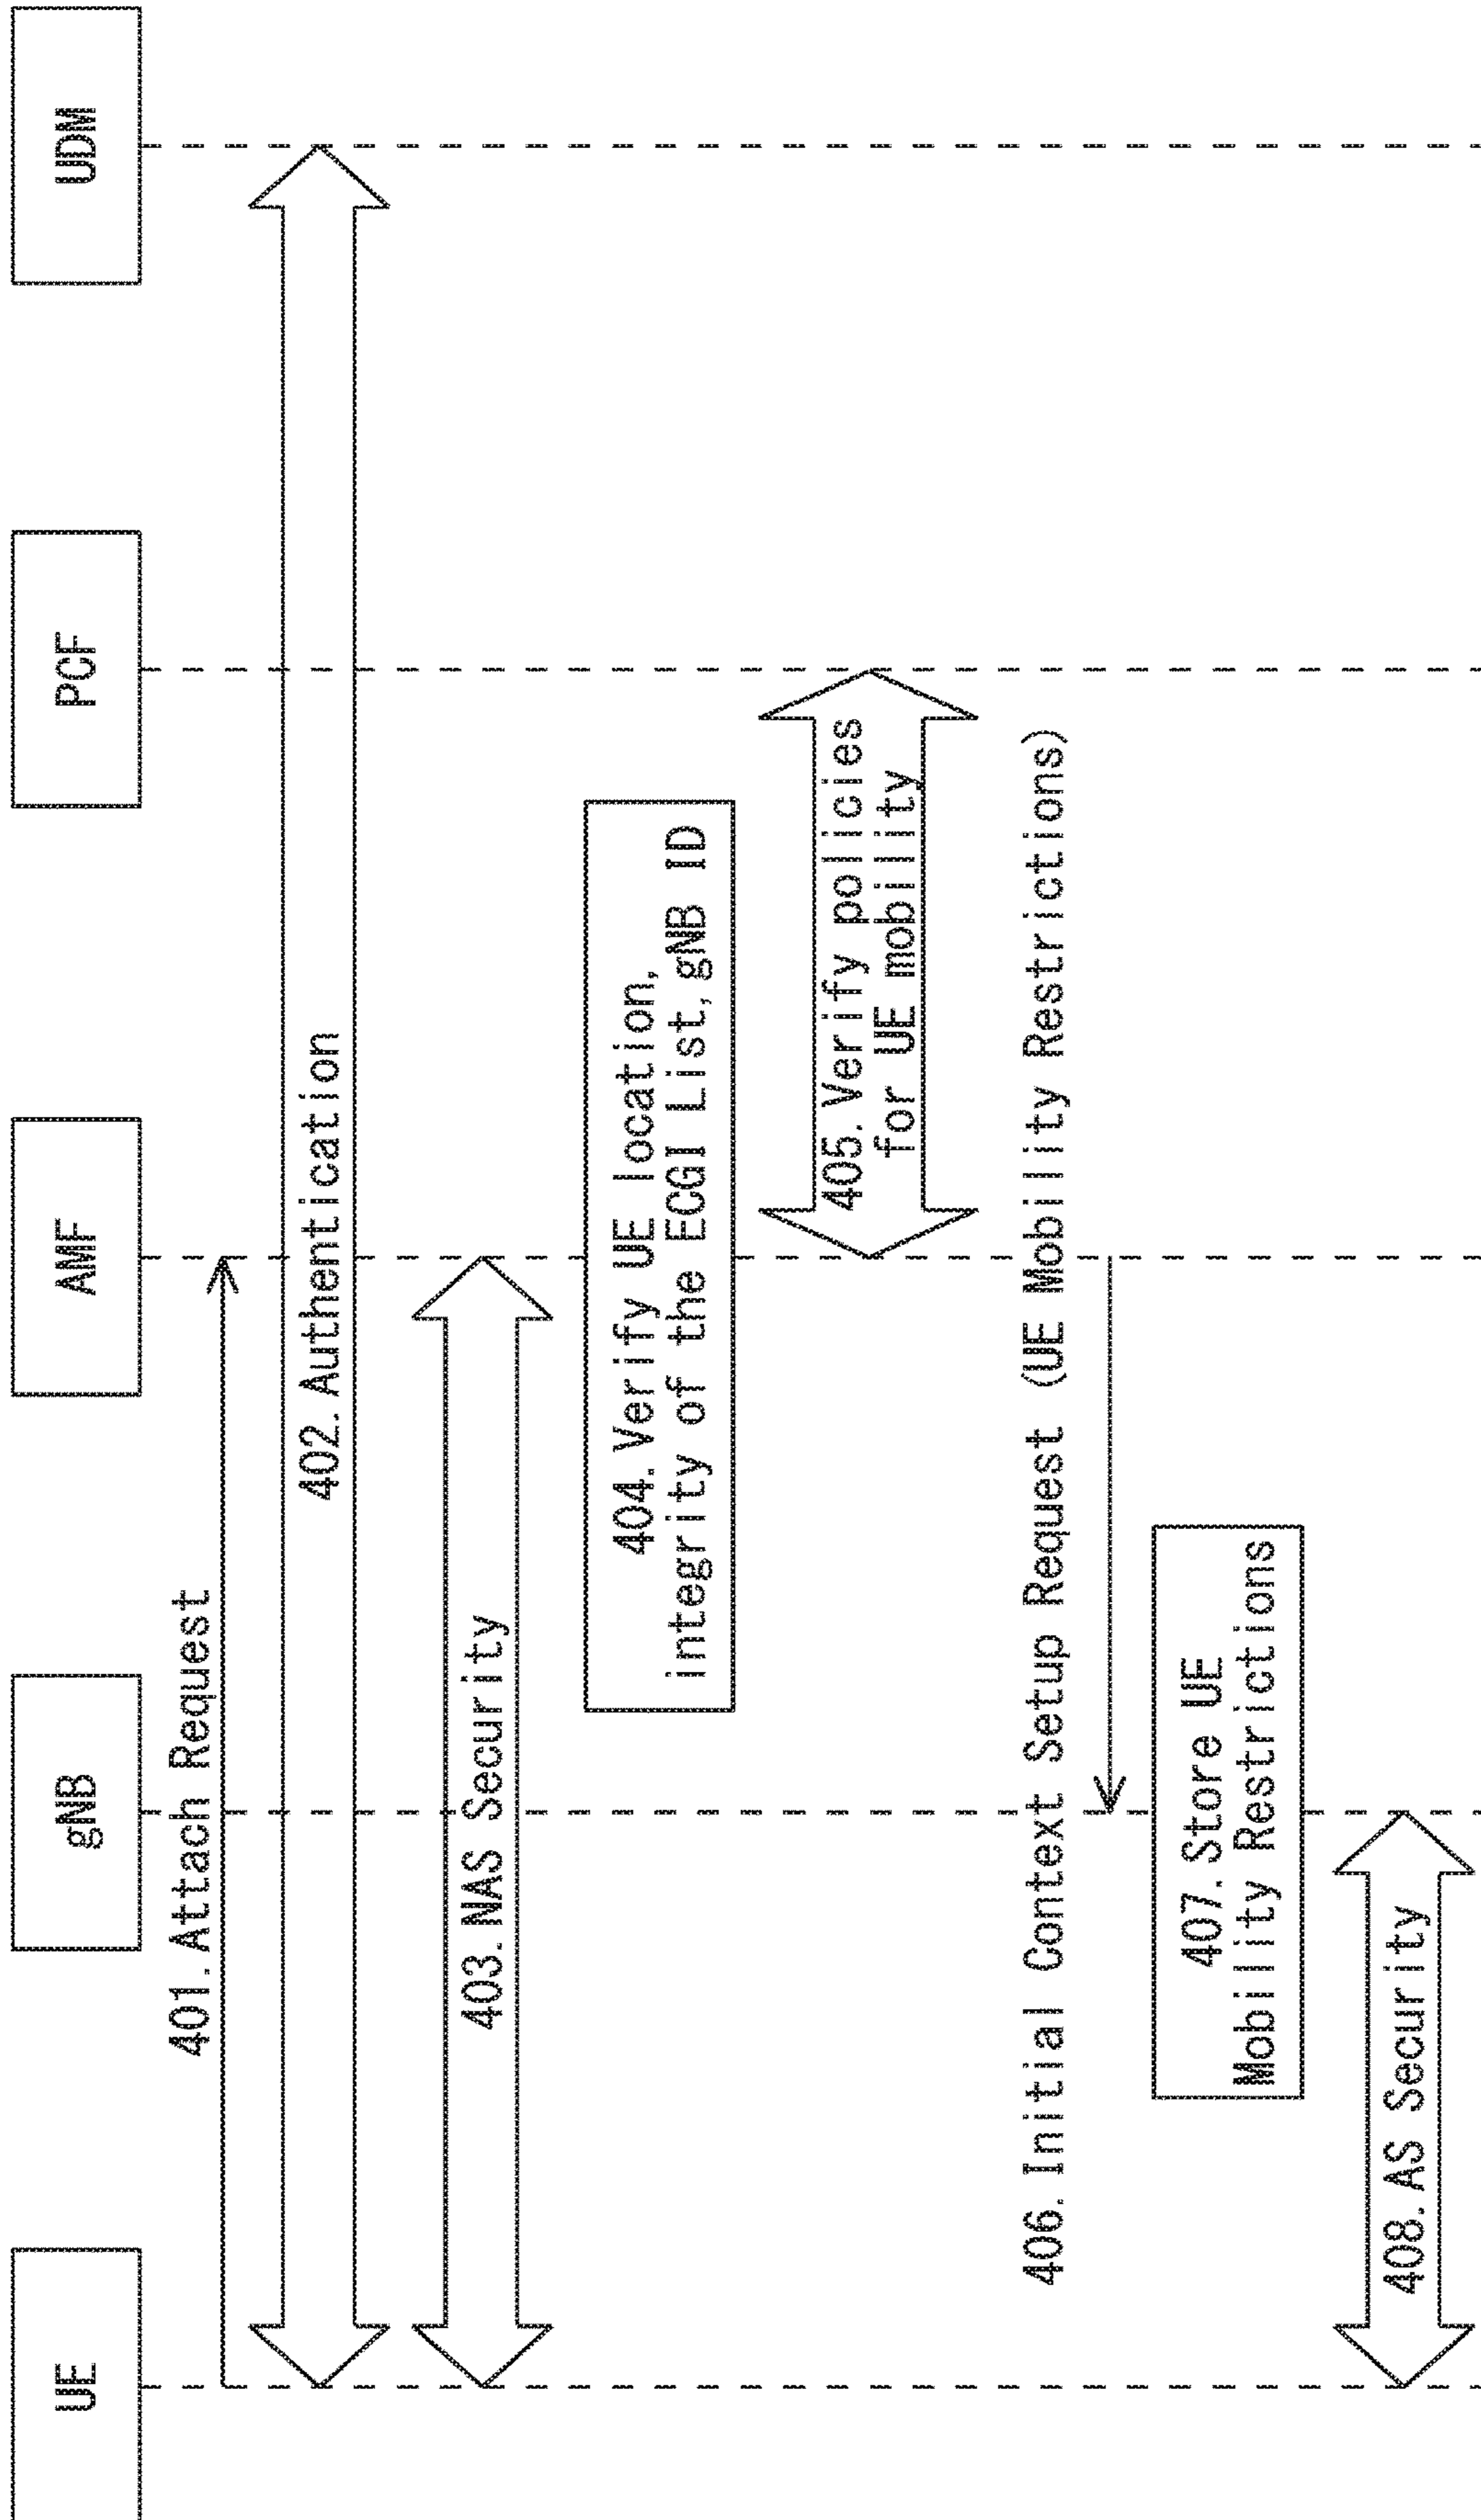 UE
gNB
AMF
PCF
UDM
401. Attach Request
402. Authentication
403. NAS Security
404. Verify UE location,
integrity of the ECGI List, gNB ID
405. Verify policies
for UE mobility
406. Initial Context Setup Request (UE Mobility Restrictions)
407. Store UE
Mobility Restrictions
408. AS Security